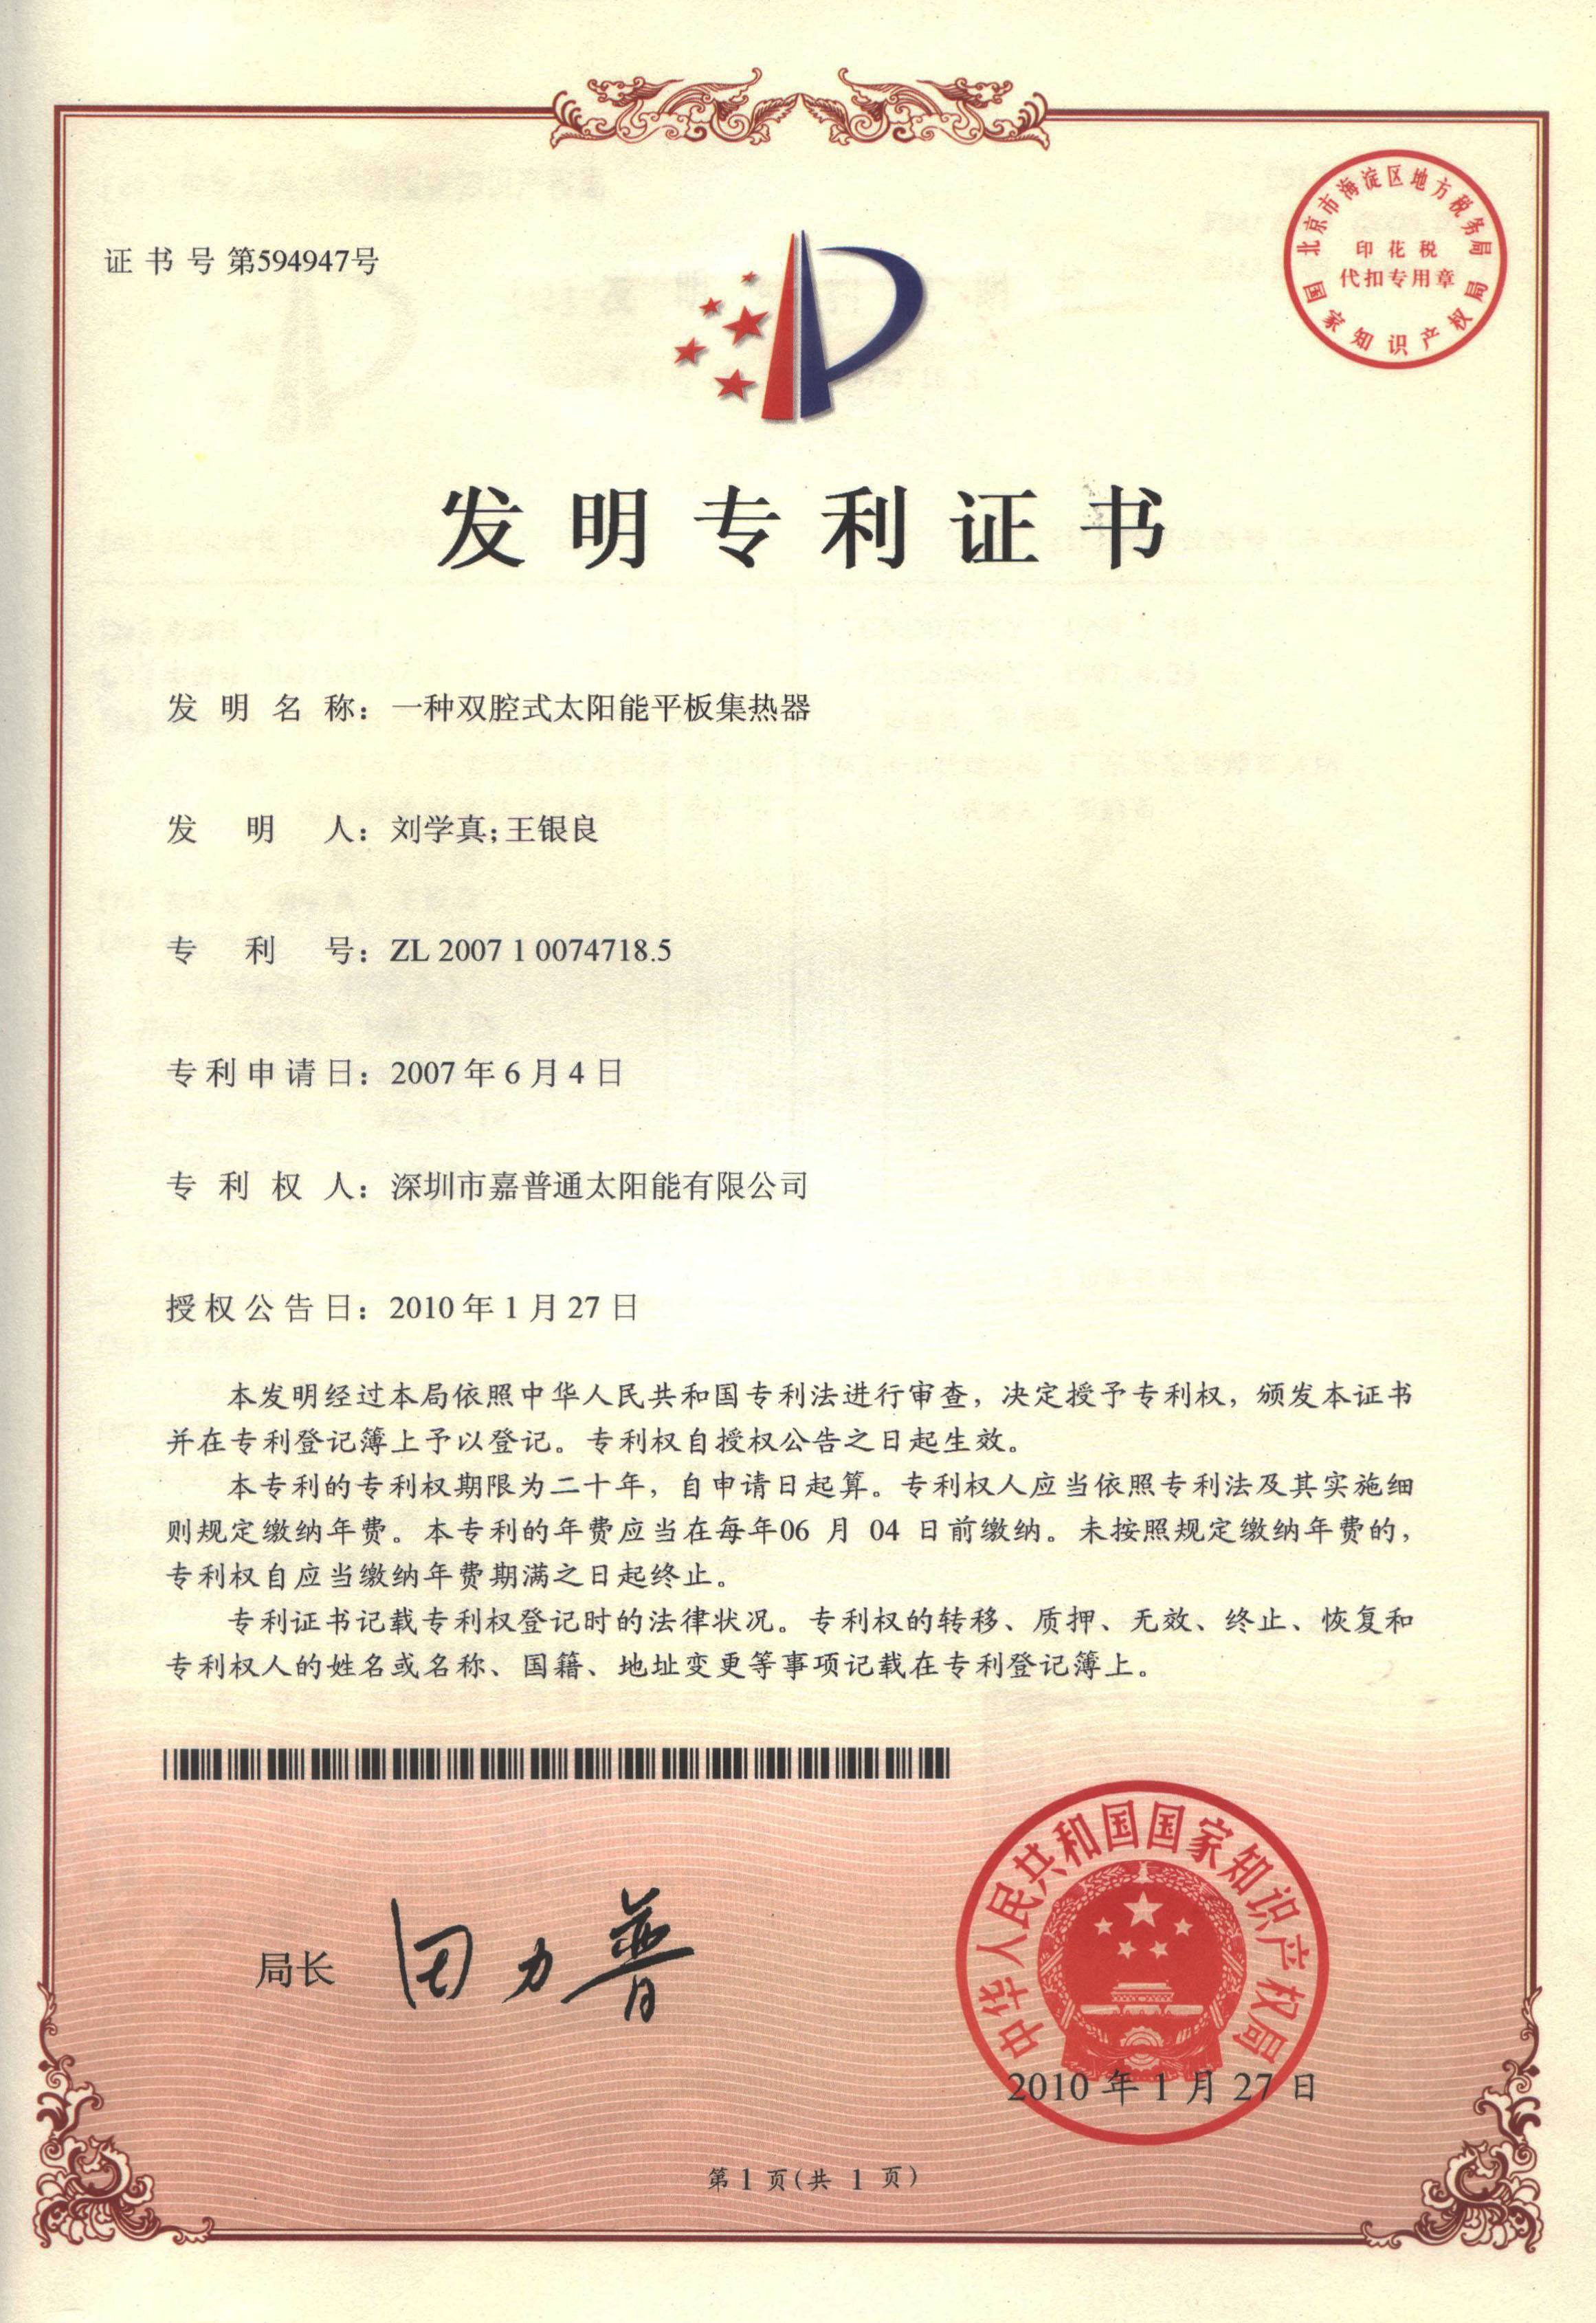 证书号第594947号
北京市海淀区地方税务局
印花税
代扣专用章
国家知识产权局
发明专利证书
发明名称：一种双腔式太阳能平板集热器
发明人：刘学真;王银良
专利号：ZL 2007 1 0074718.5
专利申请日：2007年6月4日
专利权人：深圳市嘉普通太阳能有限公司
授权公告日：2010年1月27日
本发明经过本局依照中华人民共和国专利法进行审查，决定授予专利权，颁发本证书
并在专利登记簿上予以登记。专利权自授权公告之日起生效。
本专利的专利权期限为二十年，自申请日起算。专利权人应当依照专利法及其实施细
则规定缴纳年费。本专利的年费应当在每年06 月 04 日前缴纳。未按照规定缴纳年费的，
专利权自应当缴纳年费期满之日起终止。
专利证书记载专利权登记时的法律状况。专利权的转移、质押、无效、终止、恢复和
专利权人的姓名或名称、国籍、地址变更等事项记载在专利登记簿上。
局长 田力普
中华人民共和国国家知识产权局
2010年1月27日
第1页(共 1 页)